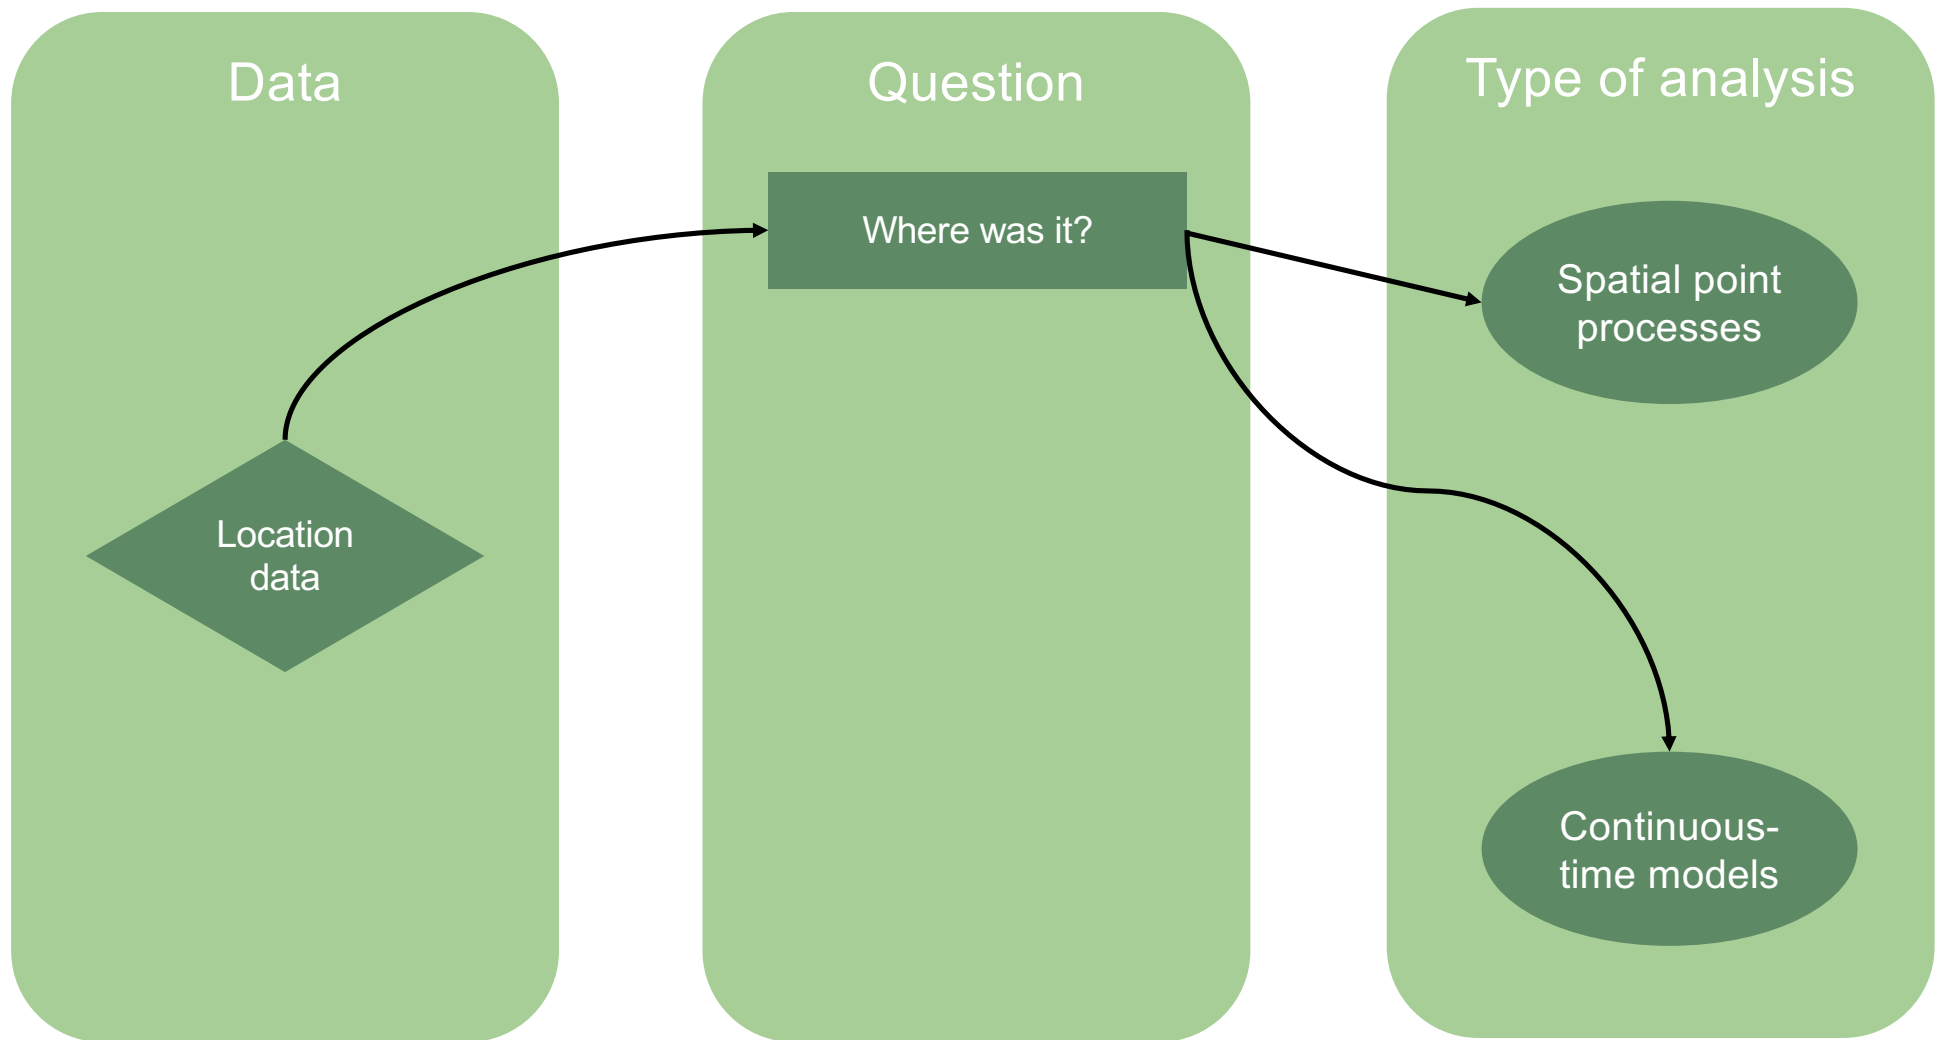 Data
Question
Type of analysis
Where was it?
Spatial point
processes
Location
data
Continuous-
time models